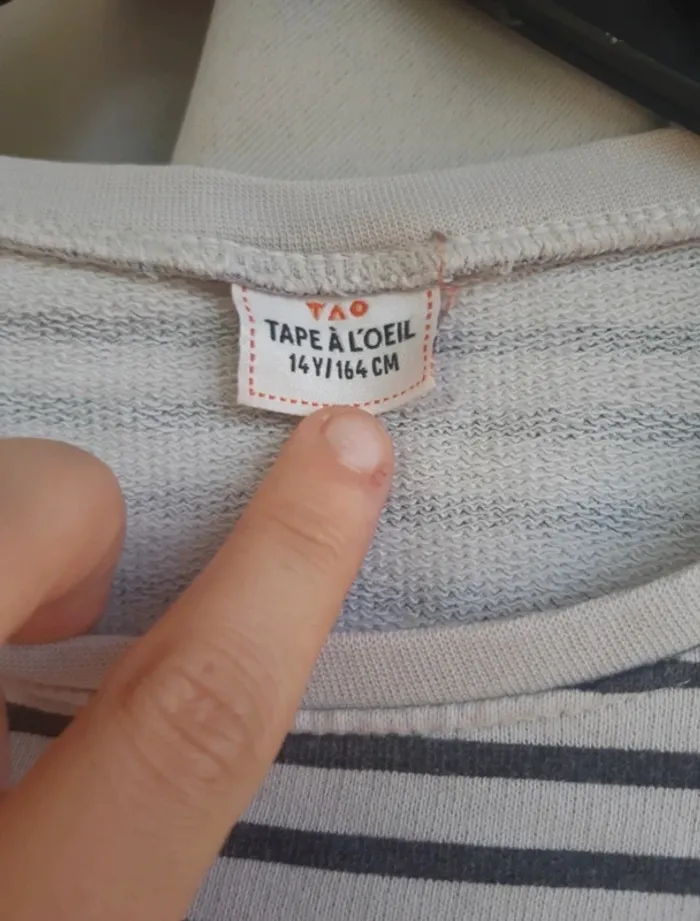 TAO
TAPE À L'OEIL
14Y/164 CM